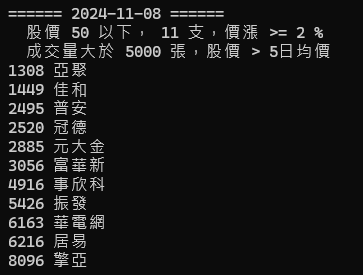 ====== 2024-11-08 ======
股價 50 以下, 11 支,價漲 >= 2 %
成交量大於 5000 張,股價 > 5日均價
1308 亞聚
1449 佳和
2495 普安
2520 冠德
2885 元大金
3056 富華新
4916 事欣科
5426 振發
6163 華電網
6216 居易
8096 擎亞